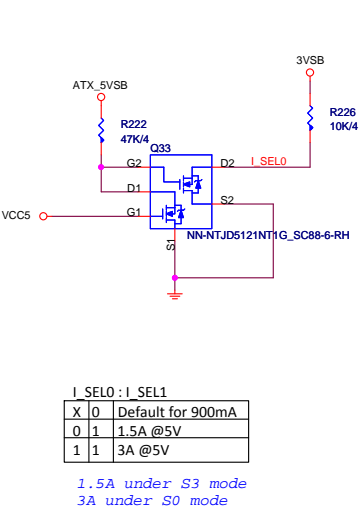 3VSB
ATX_5VSB
R222
47K/4
R226
10K/4
Q33
G2
D2
I_SEL0
D1
S2
VCC5
G1
S1
NN-NTJD5121NT1G_SC88-6-RH
I_SEL0 : I_SEL1
X 0 Default for 900mA
0 1 1.5A @5V
1 1 3A @5V
1.5A under S3 mode
3A under S0 mode